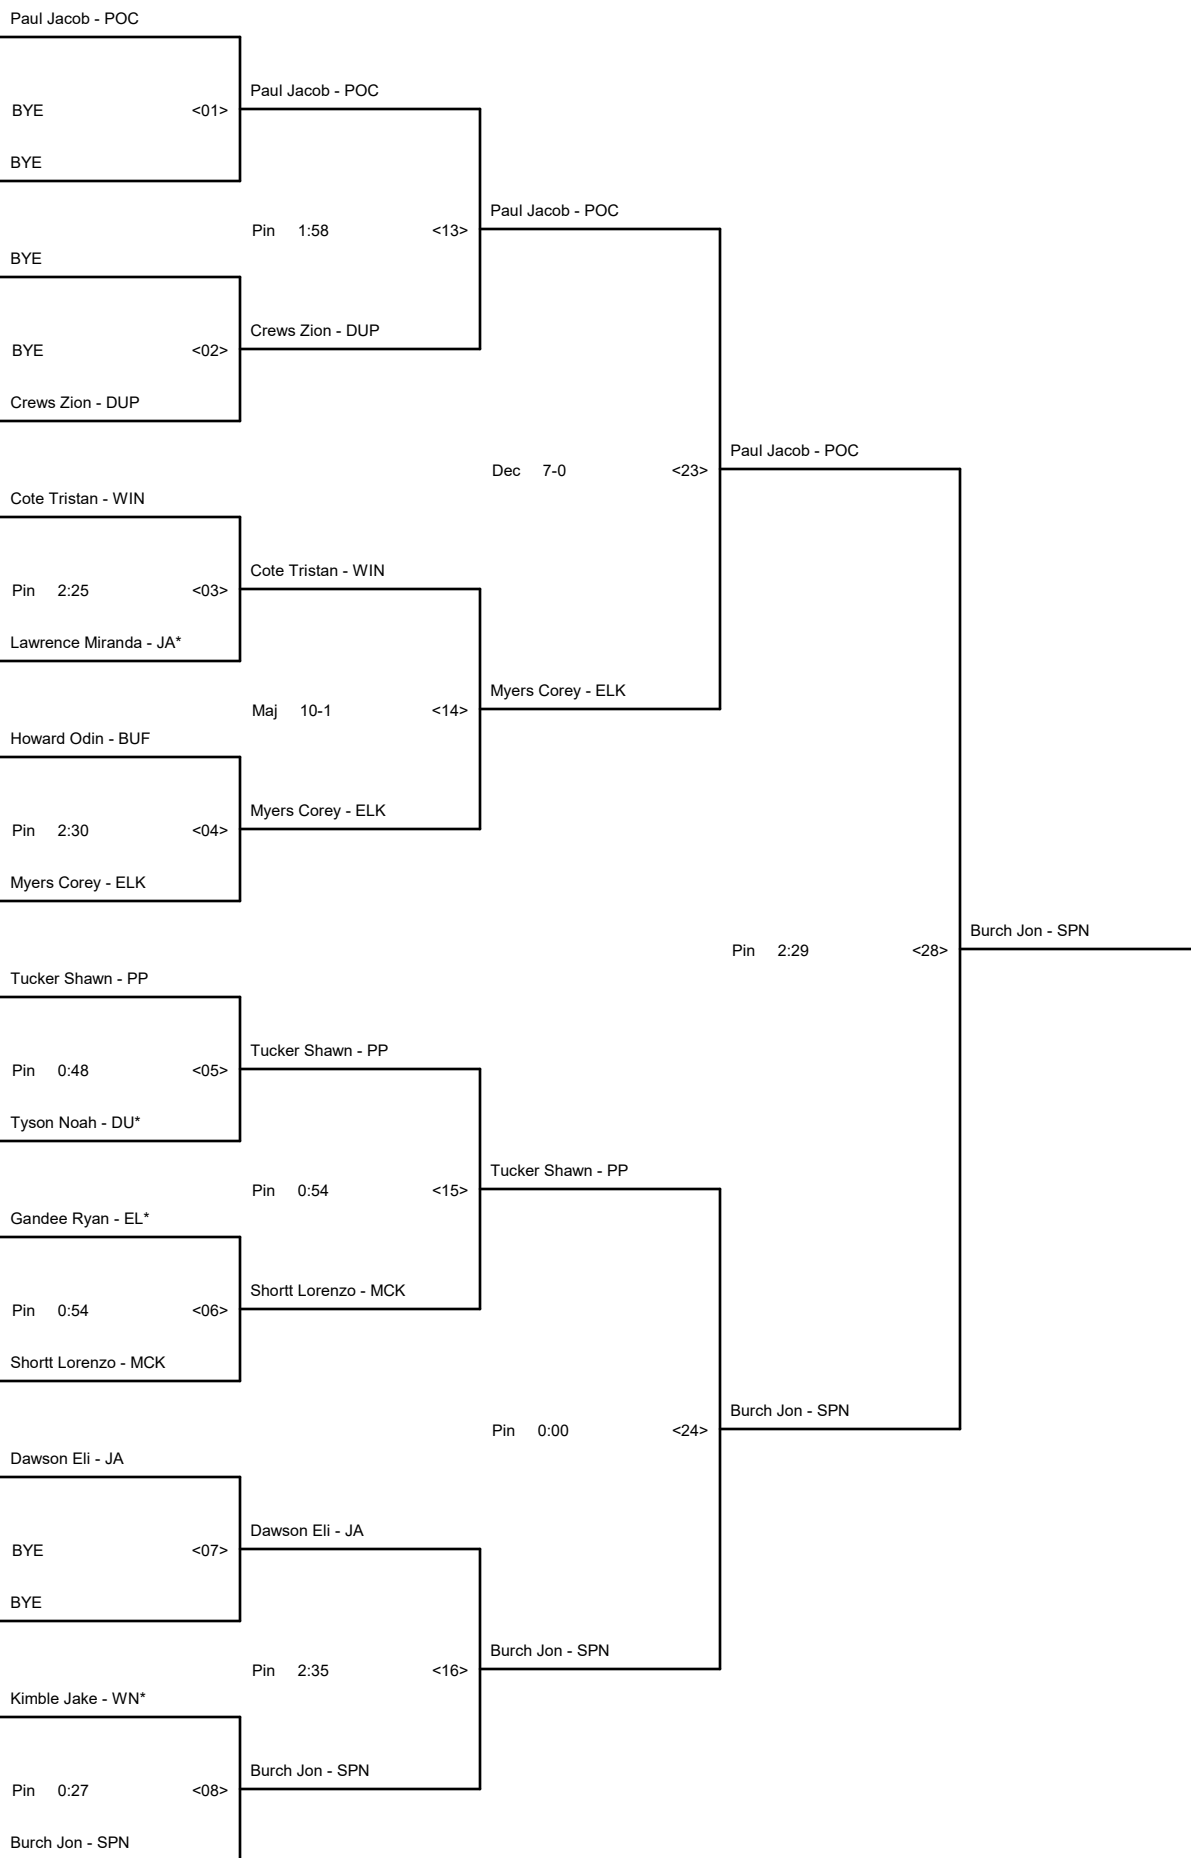 Paul Jacob - POC
Paul Jacob - POC
BYE <01>
BYE
Paul Jacob - POC
Pin 1:58 <13>
BYE
Crews Zion - DUP
BYE <02>
Crews Zion - DUP
Paul Jacob - POC
Dec 7-0 <23>
Cote Tristan - WIN
Cote Tristan - WIN
Pin 2:25 <03>
Lawrence Miranda - JA*
Myers Corey - ELK
Maj 10-1 <14>
Howard Odin - BUF
Myers Corey - ELK
Pin 2:30 <04>
Myers Corey - ELK
Burch Jon - SPN
Pin 2:29 <28>
Tucker Shawn - PP
Tucker Shawn - PP
Pin 0:48 <05>
Tyson Noah - DU*
Tucker Shawn - PP
Pin 0:54 <15>
Gandee Ryan - EL*
Shortt Lorenzo - MCK
Pin 0:54 <06>
Shortt Lorenzo - MCK
Burch Jon - SPN
Pin 0:00 <24>
Dawson Eli - JA
Dawson Eli - JA
BYE <07>
BYE
Burch Jon - SPN
Pin 2:35 <16>
Kimble Jake - WN*
Burch Jon - SPN
Pin 0:27 <08>
Burch Jon - SPN